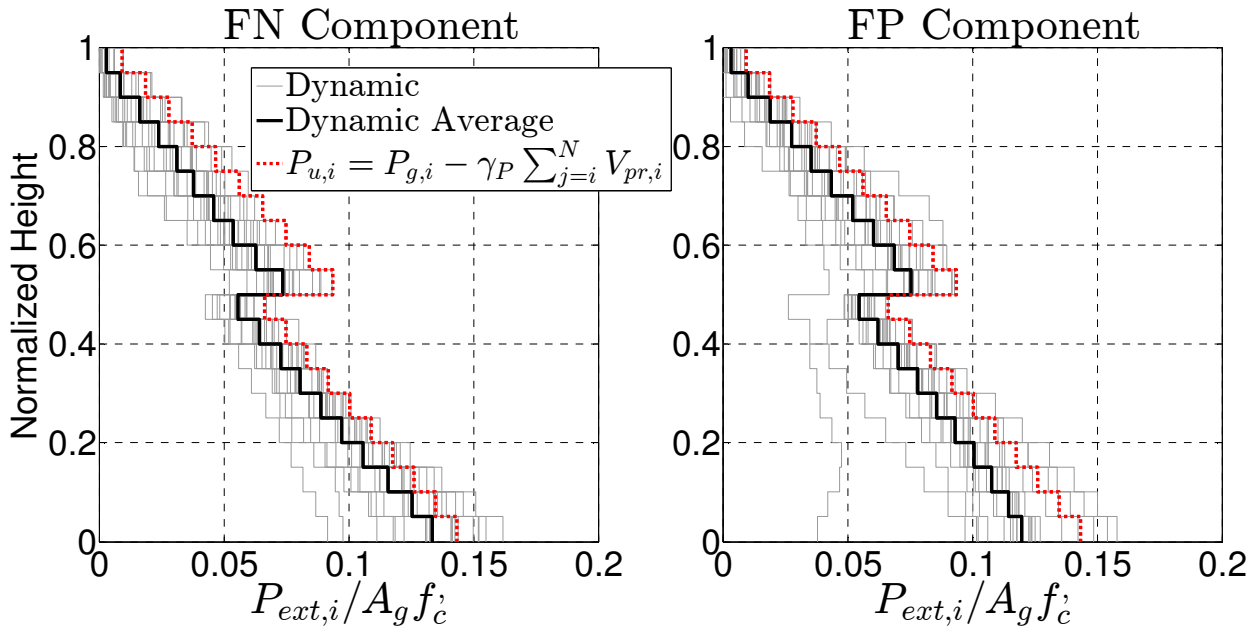 FN Component
FP Component
Normalized Height
1
0.8
0.6
0.4
0.2
0
Dynamic
Dynamic Average
P_{u,i} = P_{g,i} − γ_P ∑_{j=i}^{N} V_{pr,i}
0 0.05 0.1 0.15 0.2
P_{ext,i}/A_g f_c^,
1
0.8
0.6
0.4
0.2
0
0 0.05 0.1 0.15 0.2
P_{ext,i}/A_g f_c^,